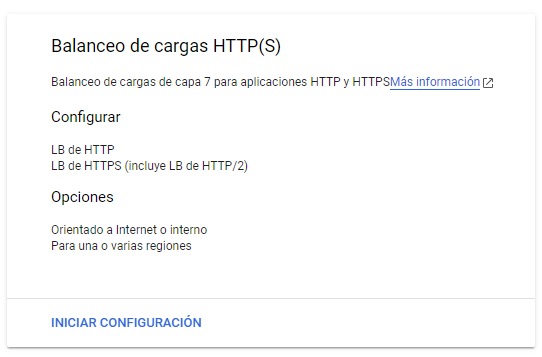 Balanceo de cargas HTTP(S)
Balanceo de cargas de capa 7 para aplicaciones HTTP y HTTPSMás información
Configurar
LB de HTTP
LB de HTTPS (incluye LB de HTTP/2)
Opciones
Orientado a Internet o interno
Para una o varias regiones
INICIAR CONFIGURACIÓN